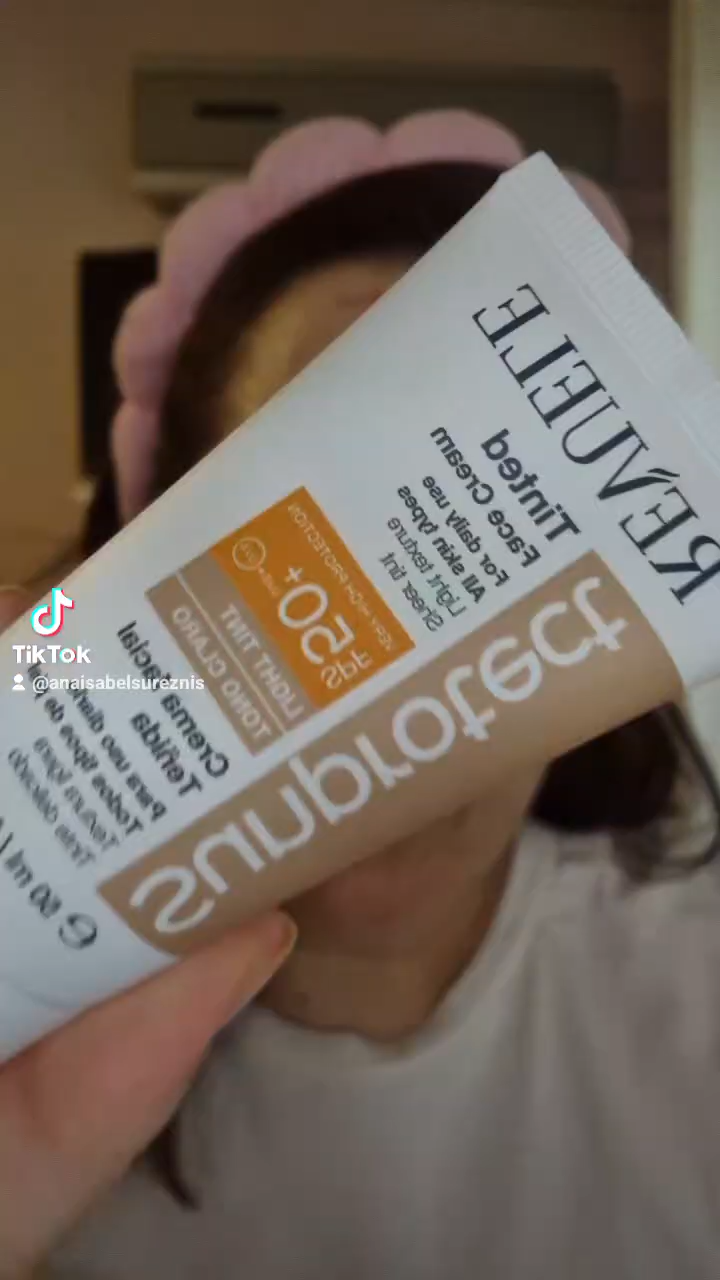 REVUELE
Tinted
Face Cream
For daily use
All skin types
Light texture
Sheer tint
Sunprotect
VERY HIGH PROTECTION
SPF 50+
LIGHT TINT
TONO CLARO
Crema Facial
Teñida
Para uso diario
Todos tipos de
Textura ligera
Tinte delicado
50 ml
TikTok
@anaisabelsureznis